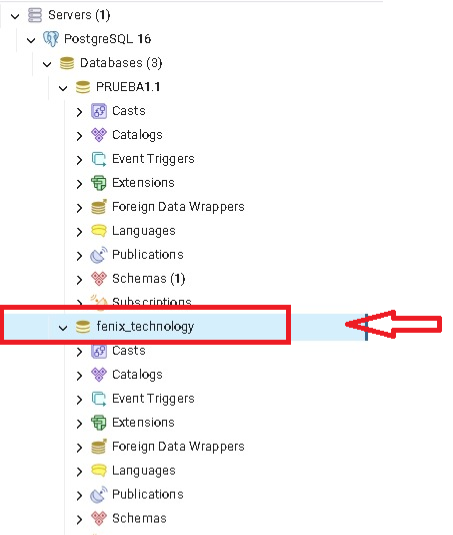 Servers (1)
PostgreSQL 16
Databases (3)
PRUEBA1.1
Casts
Catalogs
Event Triggers
Extensions
Foreign Data Wrappers
Languages
Publications
Schemas (1)
Subscriptions
fenix_technology
Casts
Catalogs
Event Triggers
Extensions
Foreign Data Wrappers
Languages
Publications
Schemas